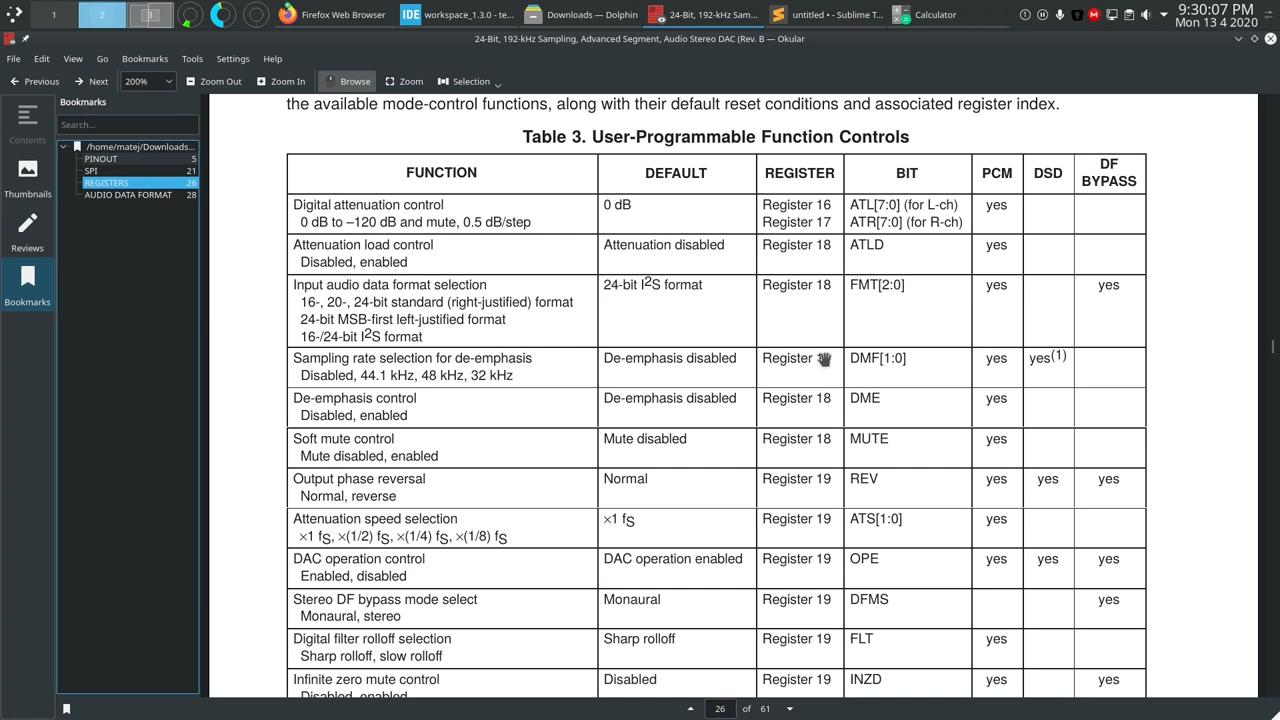 1
2
3
Firefox Web Browser
IDE
workspace_1.3.0 - te...
Downloads — Dolphin
24-Bit, 192-kHz Sam...
untitled • - Sublime T...
Calculator
9:30:07 PM
Mon 13 4 2020
24-Bit, 192-kHz Sampling, Advanced Segment, Audio Stereo DAC (Rev. B — Okular
File Edit View Go Bookmarks Tools Settings Help
Previous Next 200% Zoom Out Zoom In Browse Zoom Selection
Contents
Thumbnails
Reviews
Bookmarks
Bookmarks
Search...
/home/matej/Downloads...
PINOUT 5
SPI 21
REGISTERS 26
AUDIO DATA FORMAT 28
the available mode-control functions, along with their default reset conditions and associated register index.
Table 3. User-Programmable Function Controls
FUNCTION DEFAULT REGISTER BIT PCM DSD DF BYPASS
Digital attenuation control 0 dB Register 16 ATL[7:0] (for L-ch) yes
0 dB to –120 dB and mute, 0.5 dB/step Register 17 ATR[7:0] (for R-ch)
Attenuation load control Attenuation disabled Register 18 ATLD yes
Disabled, enabled
Input audio data format selection 24-bit I2S format Register 18 FMT[2:0] yes yes
16-, 20-, 24-bit standard (right-justified) format
24-bit MSB-first left-justified format
16-/24-bit I2S format
Sampling rate selection for de-emphasis De-emphasis disabled Register DMF[1:0] yes yes(1)
Disabled, 44.1 kHz, 48 kHz, 32 kHz
De-emphasis control De-emphasis disabled Register 18 DME yes
Disabled, enabled
Soft mute control Mute disabled Register 18 MUTE yes
Mute disabled, enabled
Output phase reversal Normal Register 19 REV yes yes yes
Normal, reverse
Attenuation speed selection ×1 fS Register 19 ATS[1:0] yes
×1 fS, ×(1/2) fS, ×(1/4) fS, ×(1/8) fS
DAC operation control DAC operation enabled Register 19 OPE yes yes yes
Enabled, disabled
Stereo DF bypass mode select Monaural Register 19 DFMS yes
Monaural, stereo
Digital filter rolloff selection Sharp rolloff Register 19 FLT yes
Sharp rolloff, slow rolloff
Infinite zero mute control Disabled Register 19 INZD yes yes
Disabled, enabled
26 of 61